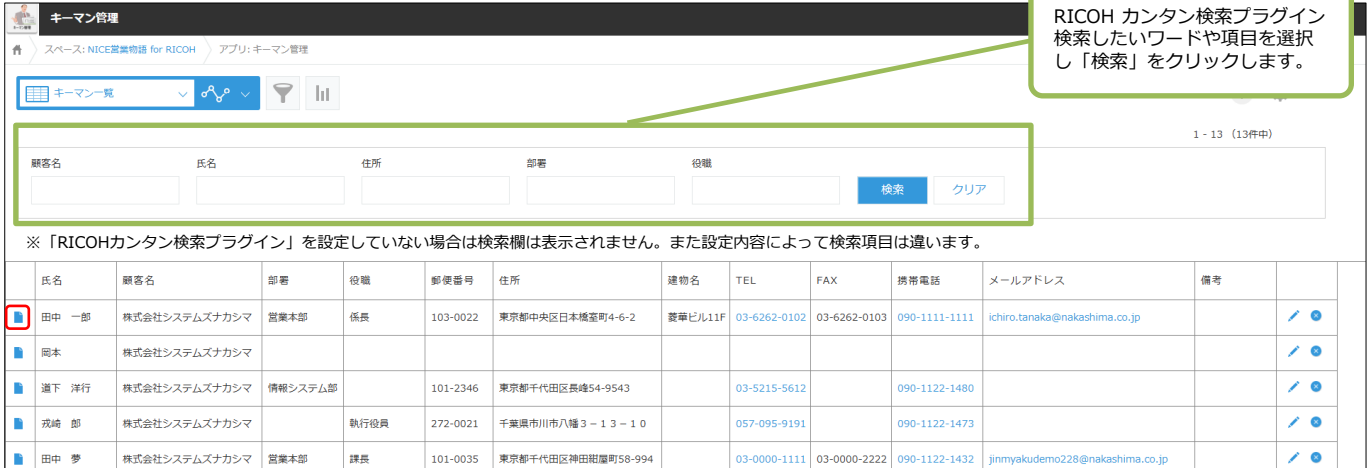 キーマン管理
RICOH カンタン検索プラグイン
検索したいワードや項目を選択
し「検索」をクリックします。
スペース: NICE営業物語 for RICOH アプリ: キーマン管理
キーマン一覧
1 - 13 （13件中）
顧客名 氏名 住所 部署 役職
検索 クリア
※「RICOHカンタン検索プラグイン」を設定していない場合は検索欄は表示されません。また設定内容によって検索項目は違います。
氏名 顧客名 部署 役職 郵便番号 住所 建物名 TEL FAX 携帯電話 メールアドレス 備考
田中　一郎 株式会社システムズナカシマ 営業本部 係長 103-0022 東京都中央区日本橋室町4-6-2 菱華ビル11F 03-6262-0102 03-6262-0103 090-1111-1111 ichiro.tanaka@nakashima.co.jp
岡本 株式会社システムズナカシマ
道下　洋行 株式会社システムズナカシマ 情報システム部 101-2346 東京都千代田区長峰54-9543 03-5215-5612 090-1122-1480
戎崎　郎 株式会社システムズナカシマ 執行役員 272-0021 千葉県市川市八幡３－１３－１０ 057-095-9191 090-1122-1473
田中　夢 株式会社システムズナカシマ 営業本部 課長 101-0035 東京都千代田区神田紺屋町58-994 03-0000-1111 03-0000-2222 090-1122-1432 jinmyakudemo228@nakashima.co.jp